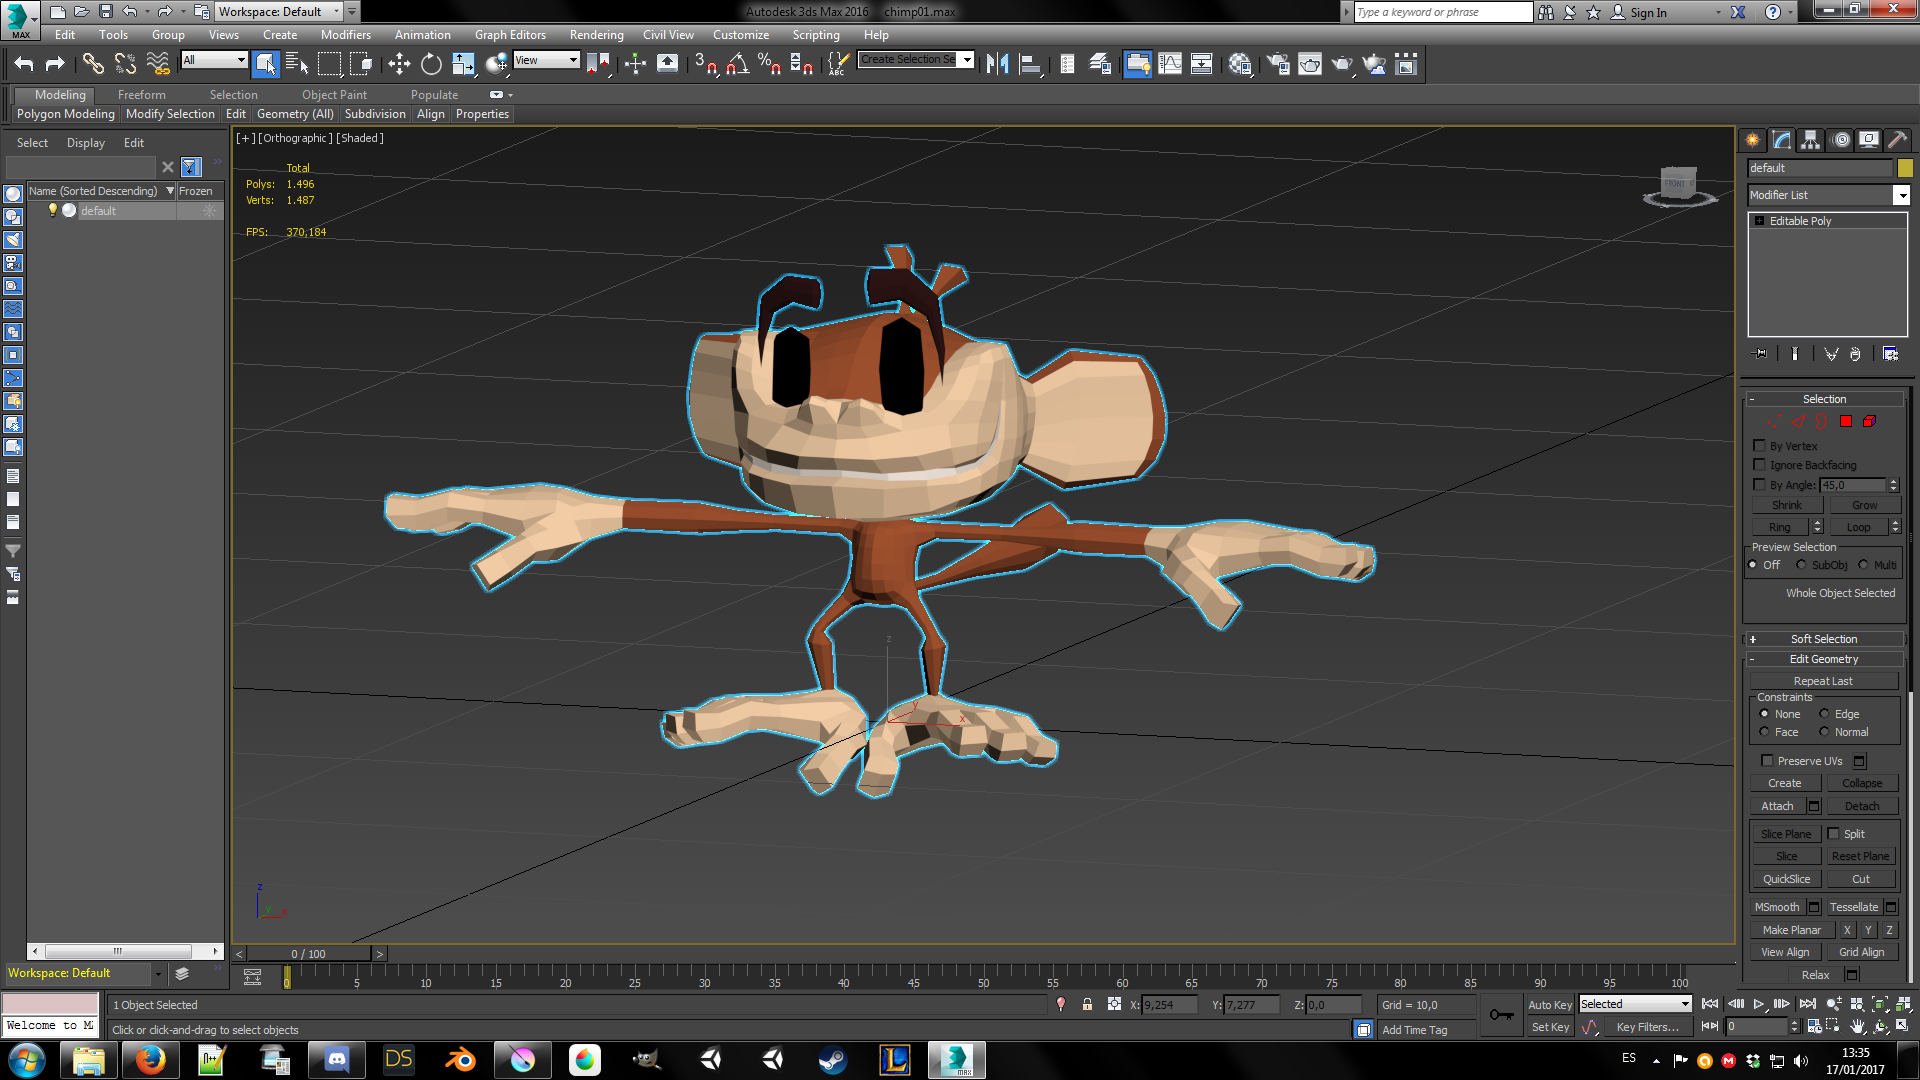 MAX
Workspace: Default
Autodesk 3ds Max 2016    chimp01.max
Type a keyword or phrase
Sign In
Edit Tools Group Views Create Modifiers Animation Graph Editors Rendering Civil View Customize Scripting Help
All
View
3
ABC
Create Selection Se
Modeling Freeform Selection Object Paint Populate
Polygon Modeling Modify Selection Edit Geometry (All) Subdivision Align Properties
Select Display Edit
Name (Sorted Descending) Frozen
default
[+] [Orthographic] [Shaded]
Total
Polys: 1.496
Verts: 1.487
FPS: 370,184
FRONT
z
y
x
z
y
x
default
Modifier List
Editable Poly
- Selection
By Vertex
Ignore Backfacing
By Angle: 45,0
Shrink Grow
Ring Loop
Preview Selection
Off SubObj Multi
Whole Object Selected
+ Soft Selection
- Edit Geometry
Repeat Last
Constraints
None Edge
Face Normal
Preserve UVs
Create Collapse
Attach Detach
Slice Plane Split
Slice Reset Plane
QuickSlice Cut
MSmooth Tessellate
Make Planar X Y Z
View Align Grid Align
Relax
< 0 / 100 >
Workspace: Default
0 5 10 15 20 25 30 35 40 45 50 55 60 65 70 75 80 85 90 95 100
1 Object Selected
X: 9,254 Y: 7,277 Z: 0,0
Grid = 10,0
Auto Key Selected
Welcome to M
Click or click-and-drag to select objects
Add Time Tag
Set Key Key Filters...
0
DS
L
MAX
ES
13:35
17/01/2017